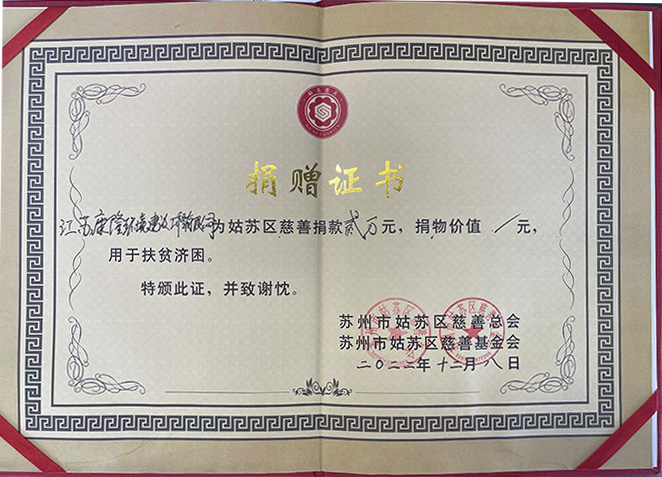 捐赠证书
江苏康隆环境建设工程有限公司为姑苏区慈善捐款贰万元，捐物价值 / 元，
用于扶贫济困。
特颁此证，并致谢忱。
苏州市姑苏区慈善总会
苏州市姑苏区慈善基金会
二〇二二年十二月八日